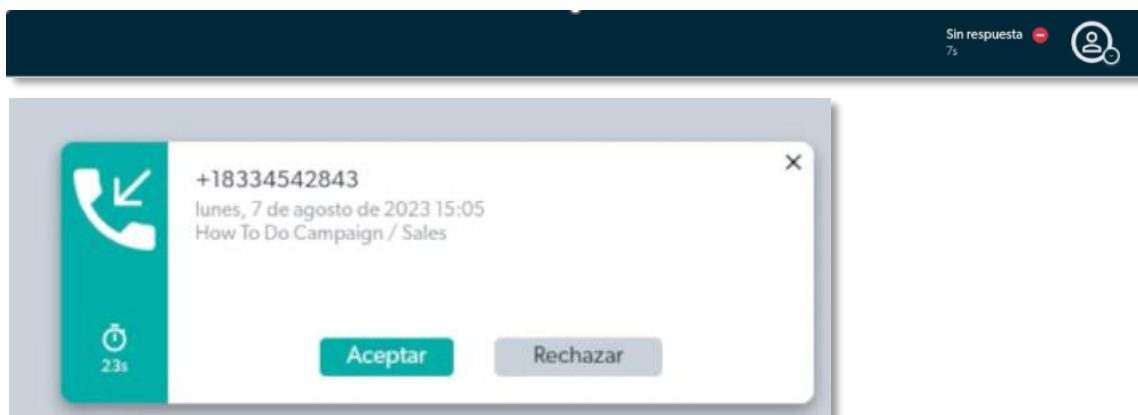 Sin respuesta
7s
+18334542843
lunes, 7 de agosto de 2023 15:05
How To Do Campaign / Sales
23s
Aceptar Rechazar